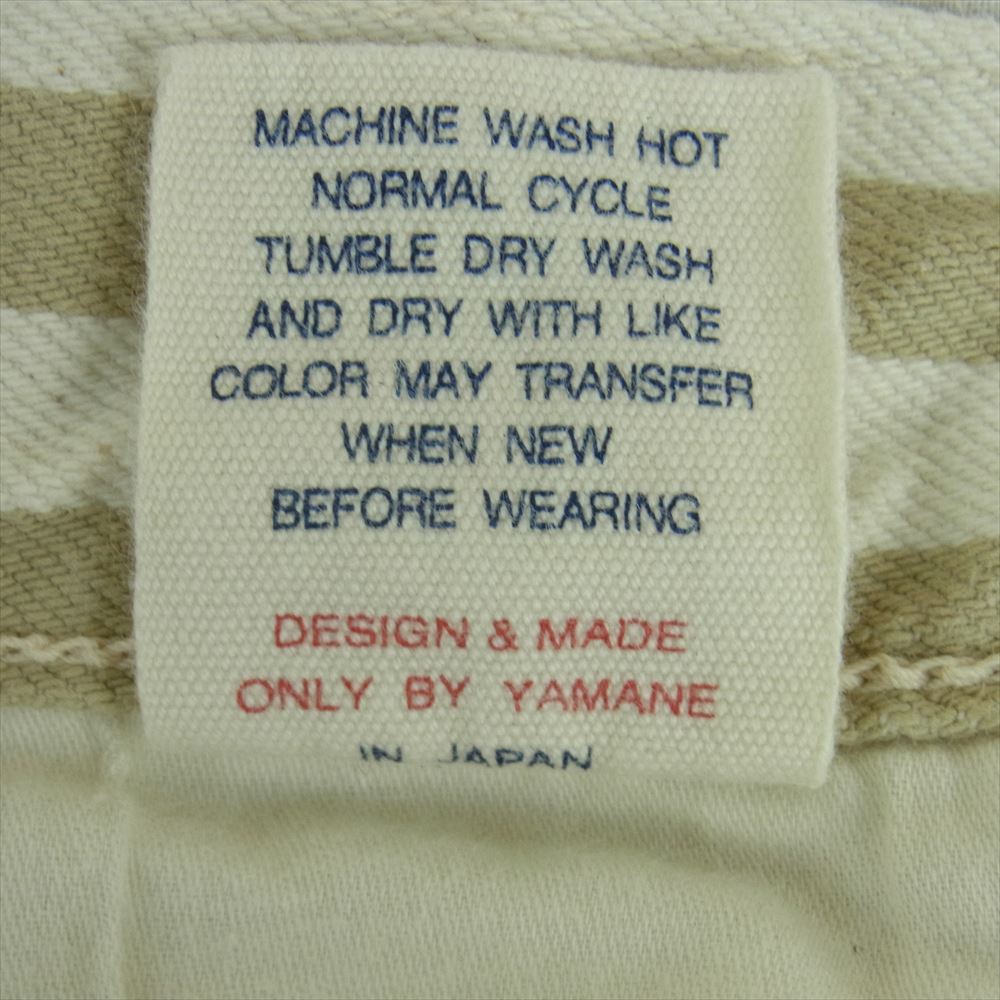 MACHINE WASH HOT
NORMAL CYCLE
TUMBLE DRY WASH
AND DRY WITH LIKE
COLOR MAY TRANSFER
WHEN NEW
BEFORE WEARING
DESIGN & MADE
ONLY BY YAMANE
IN JAPAN